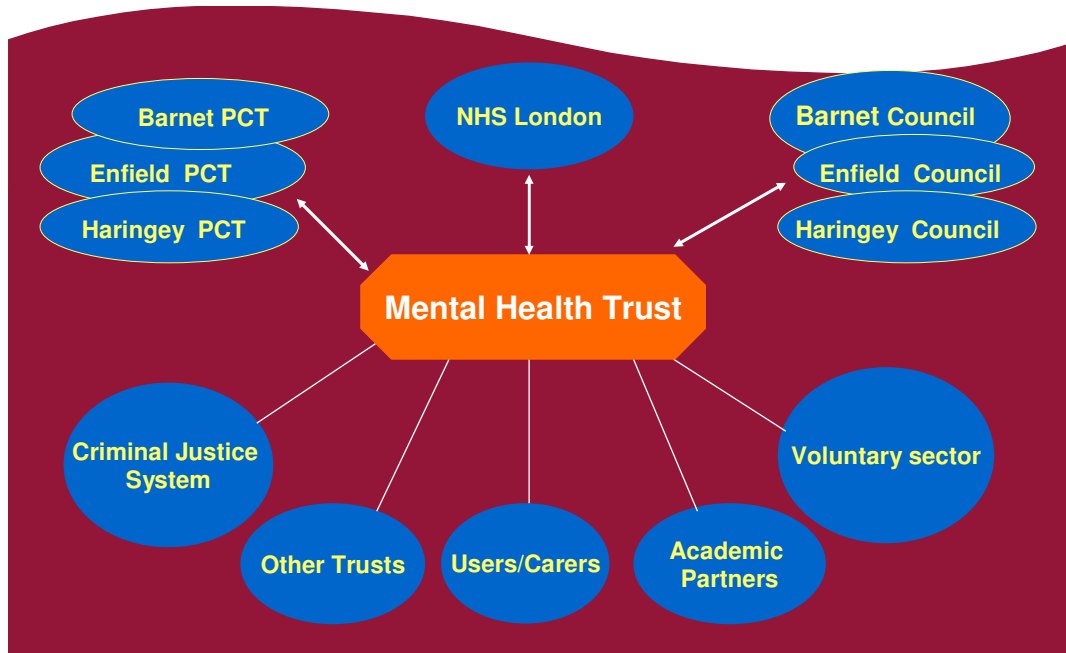 Barnet PCT
Enfield PCT
Haringey PCT
NHS London
Barnet Council
Enfield Council
Haringey Council
Mental Health Trust
Criminal Justice
System
Other Trusts
Users/Carers
Academic
Partners
Voluntary sector